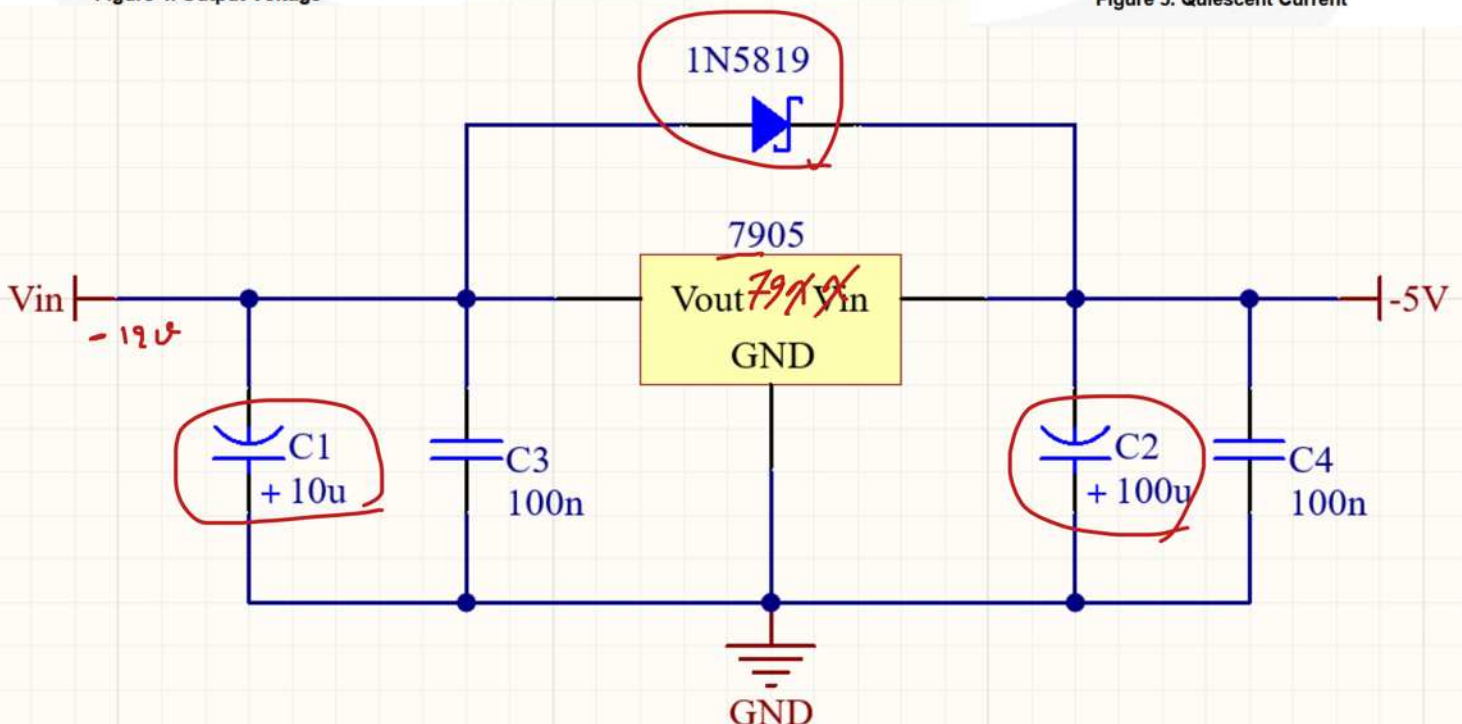 Figure 5. Quiescent Current
1N5819
7905
Vin
Vout
79XX
Vin
-5V
GND
C1
+ 10u
C3
100n
C2
+ 100u
C4
100n
GND